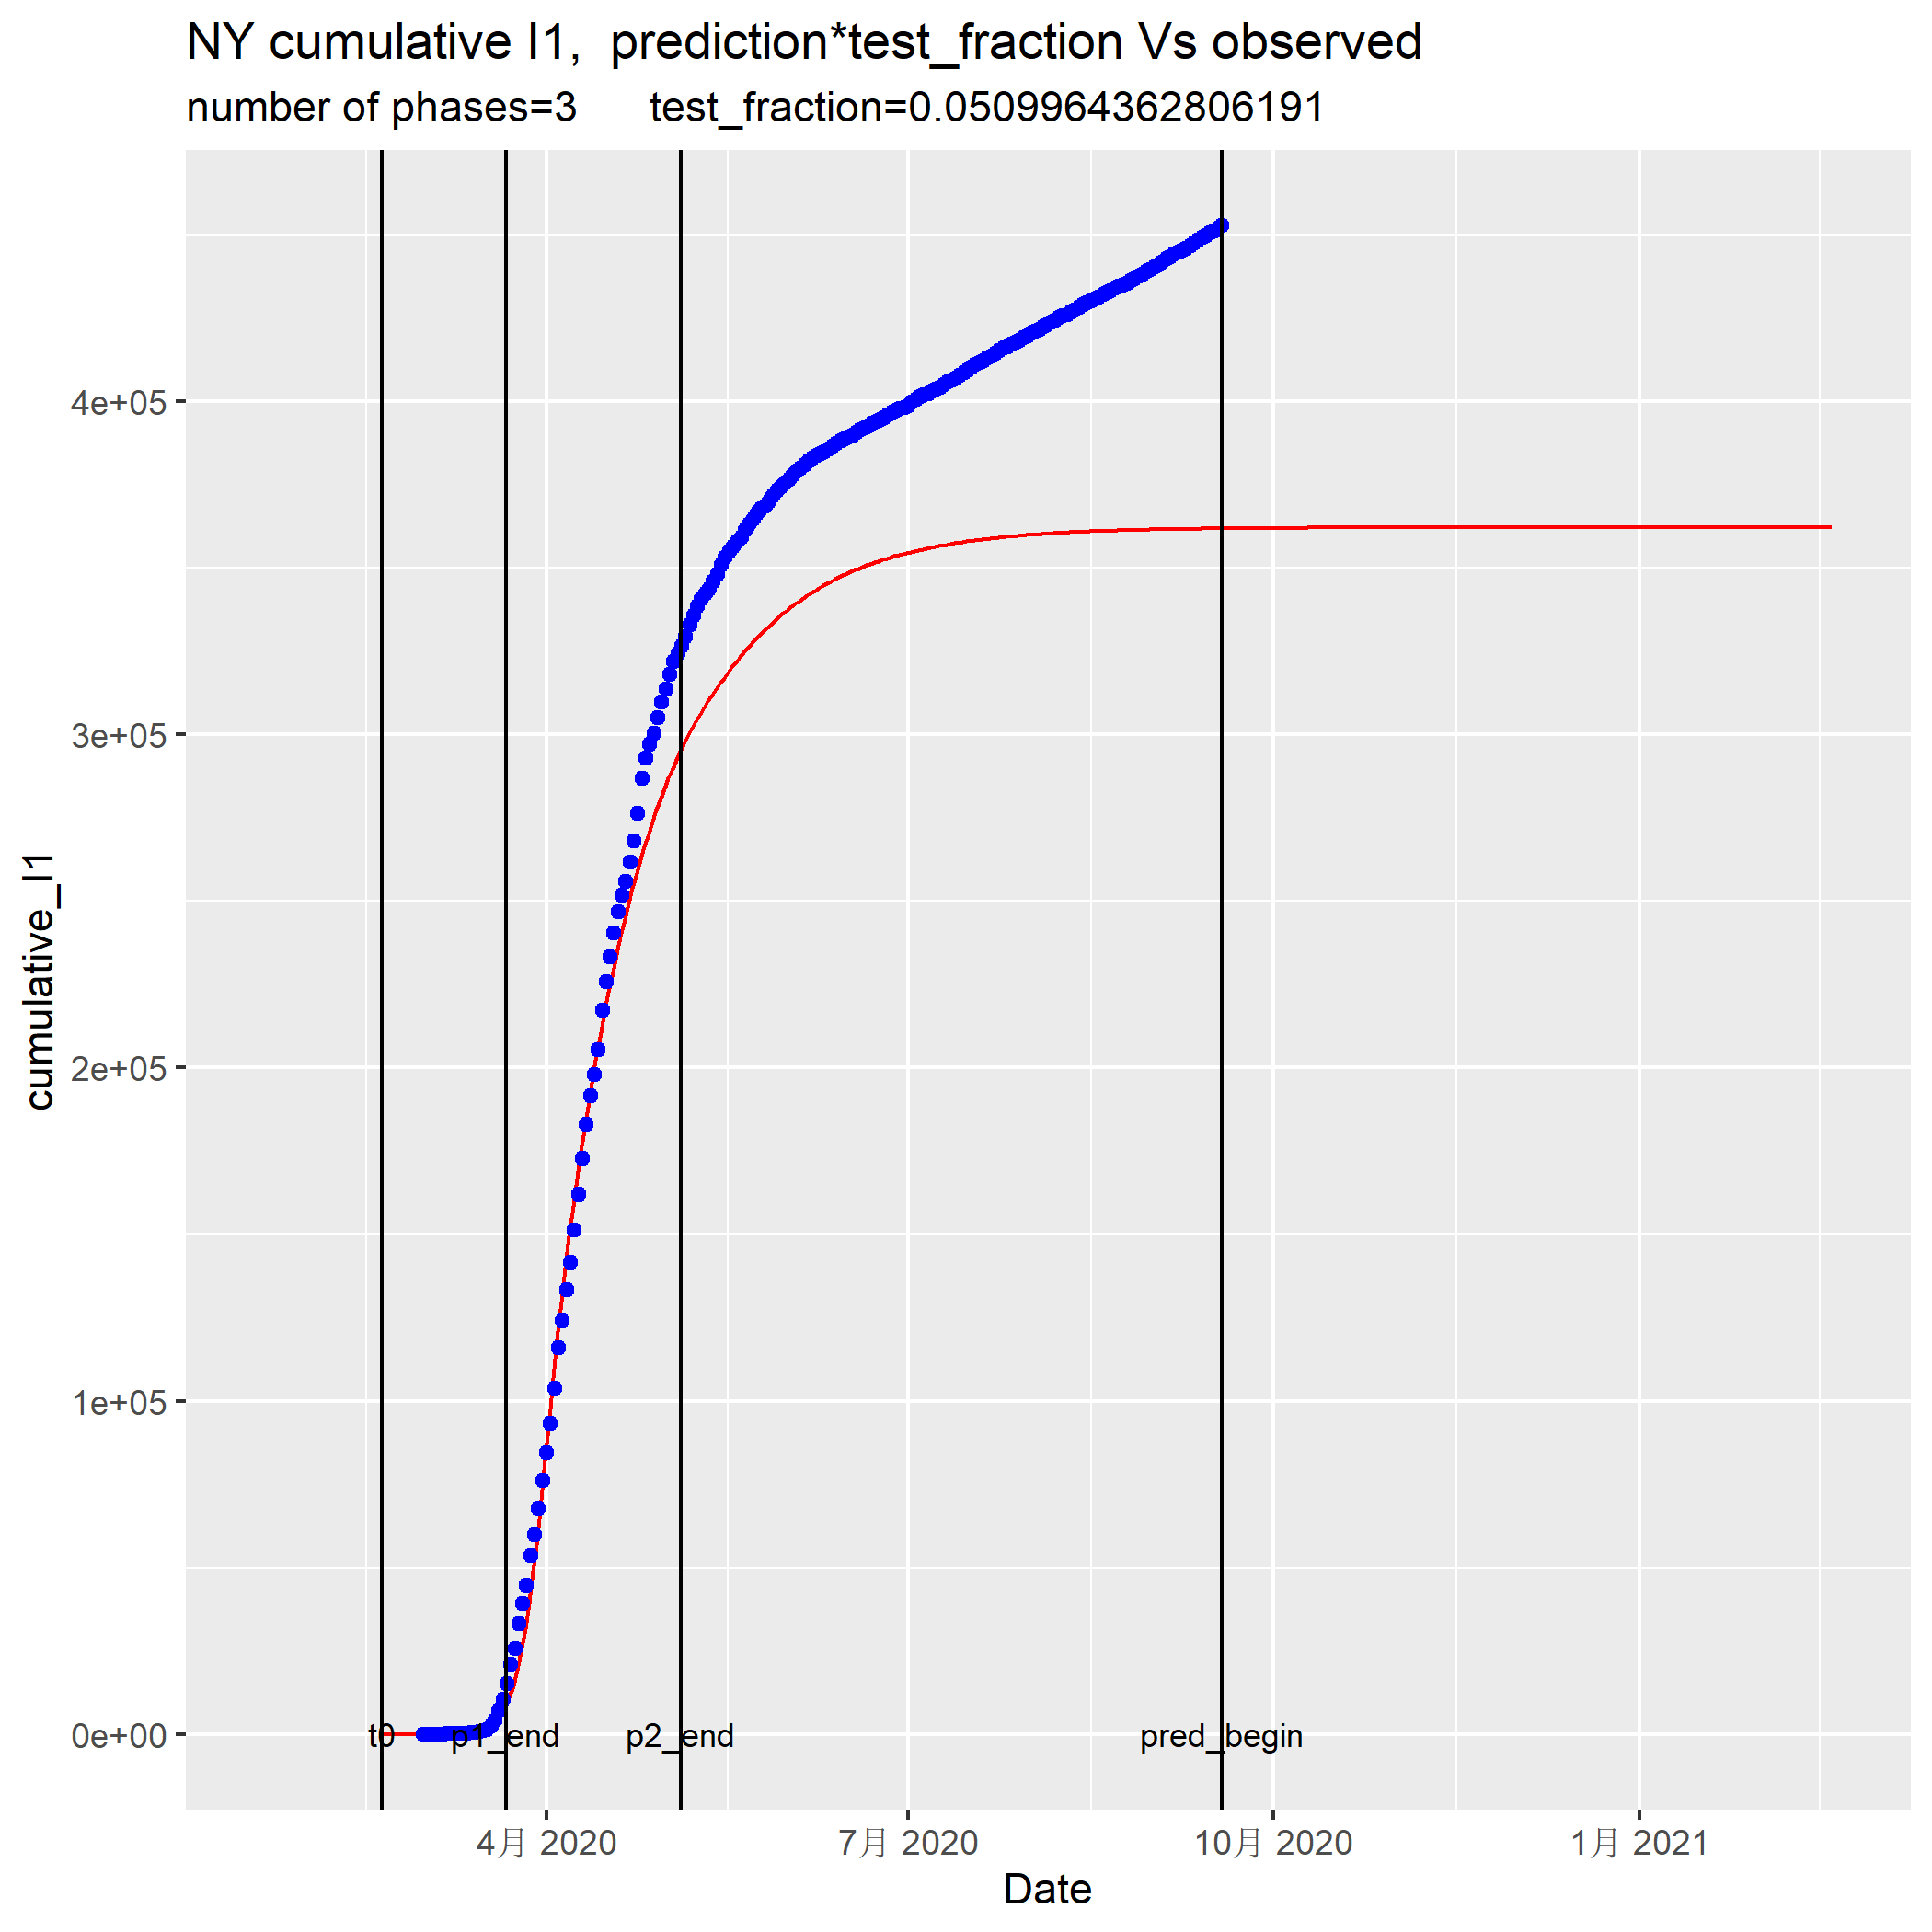 NY cumulative I1,  prediction*test_fraction Vs observed
number of phases=3      test_fraction=0.0509964362806191
cumulative_I1
4e+05
3e+05
2e+05
1e+05
0e+00
t0 p1_end p2_end pred_begin
4月 2020 7月 2020 10月 2020 1月 2021
Date